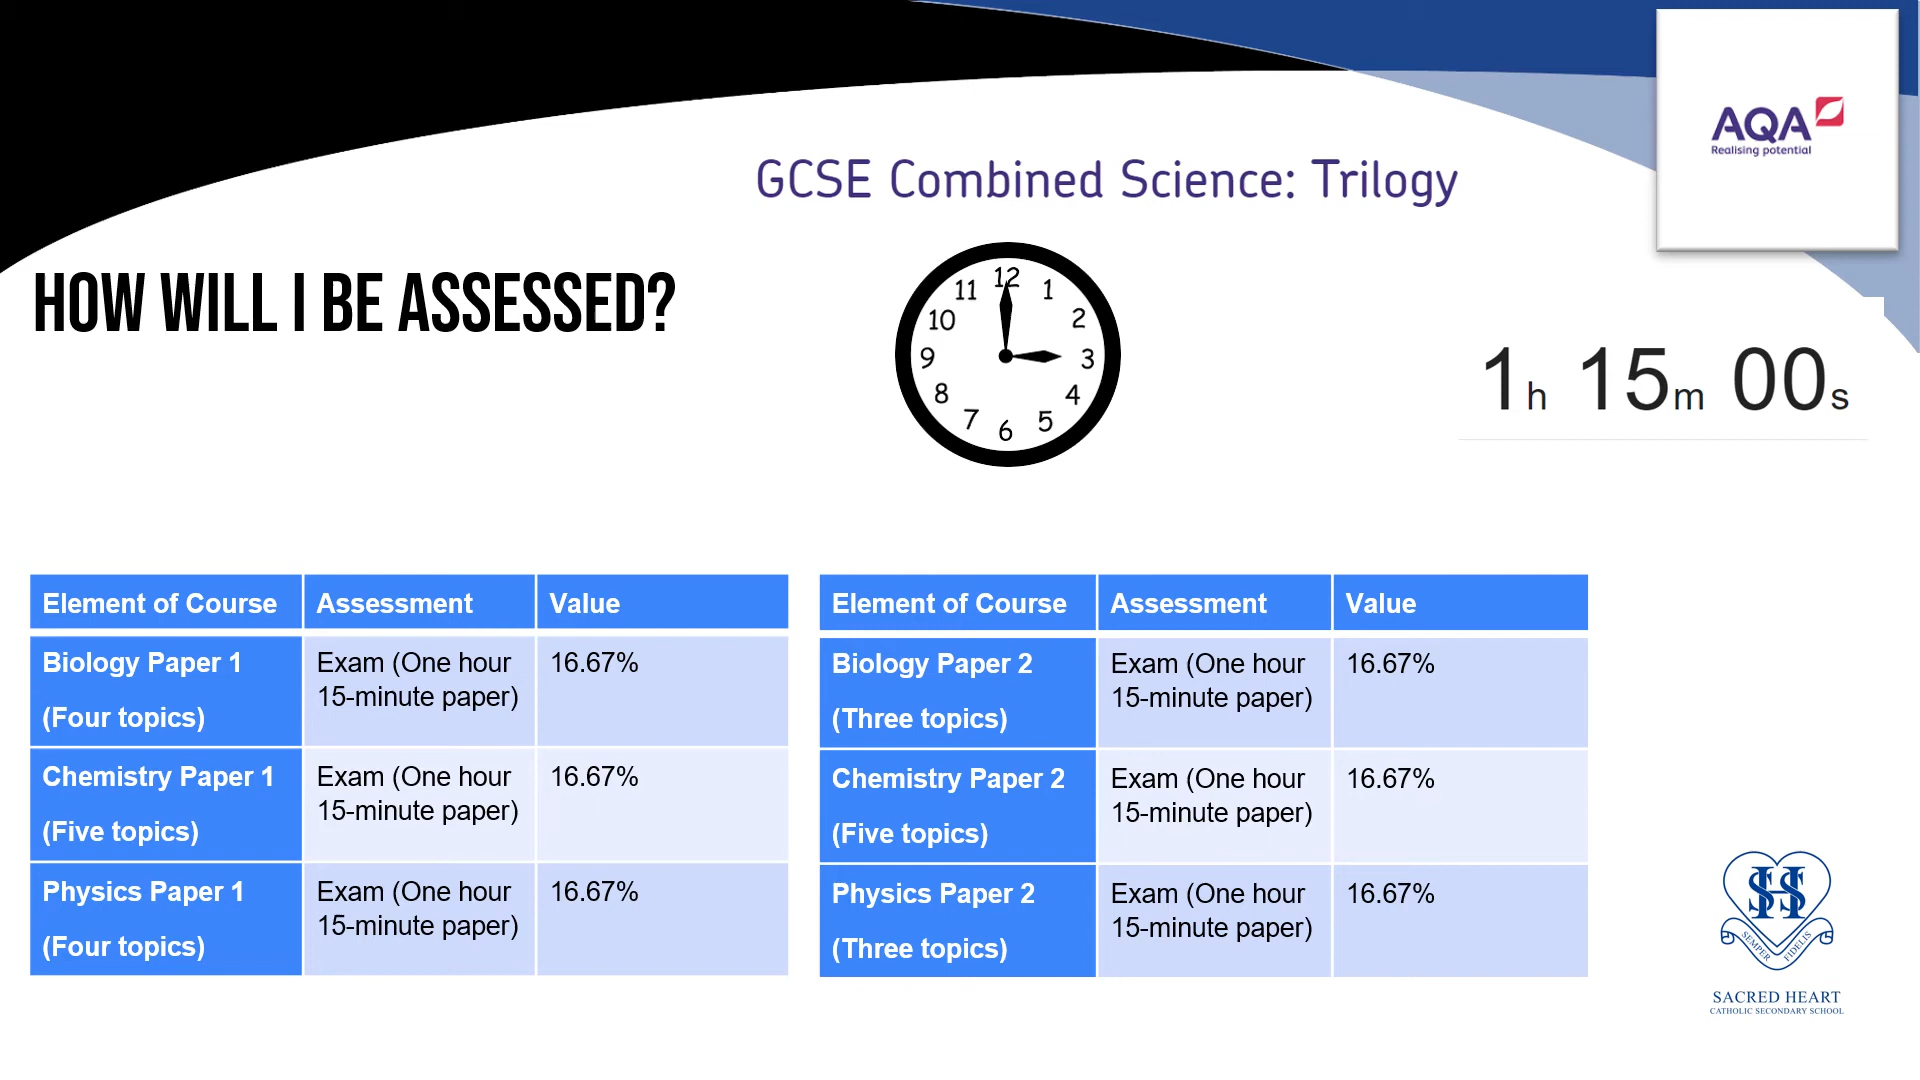 AQA
Realising potential
GCSE Combined Science: Trilogy
HOW WILL I BE ASSESSED?
12
11 1
10 2
9 3
8 4
7 5
6
1h 15m 00s
Element of Course Assessment Value
Biology Paper 1 Exam (One hour 16.67%
15-minute paper)
(Four topics)
Chemistry Paper 1 Exam (One hour 16.67%
15-minute paper)
(Five topics)
Physics Paper 1 Exam (One hour 16.67%
15-minute paper)
(Four topics)
Element of Course Assessment Value
Biology Paper 2 Exam (One hour 16.67%
15-minute paper)
(Three topics)
Chemistry Paper 2 Exam (One hour 16.67%
15-minute paper)
(Five topics)
Physics Paper 2 Exam (One hour 16.67%
15-minute paper)
(Three topics)
SH
SEMPER FIDELIS
SACRED HEART
CATHOLIC SECONDARY SCHOOL